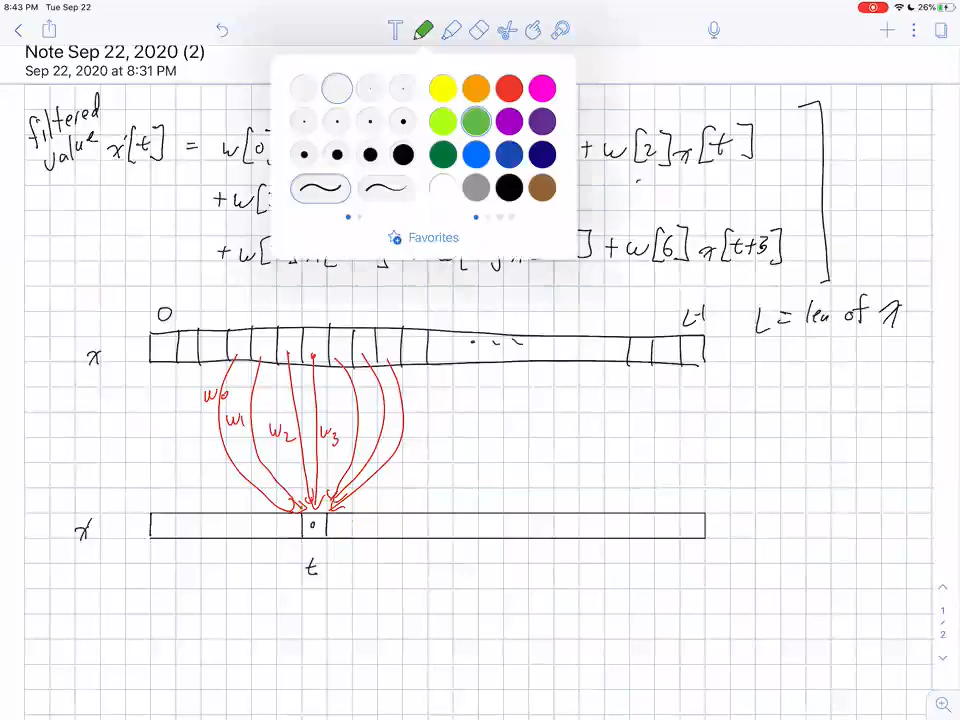 8:43 PM Tue Sep 22 26%
T
Note Sep 22, 2020 (2)
Sep 22, 2020 at 8:31 PM
filtered
value x'[t] = w[0 + w[2] x[t]
+w[
+w[ ] + w[6] x[t+3]
Favorites
0 L-1 L = len of x
x
w0
w1
w2 w3
x'
t
1
/
2